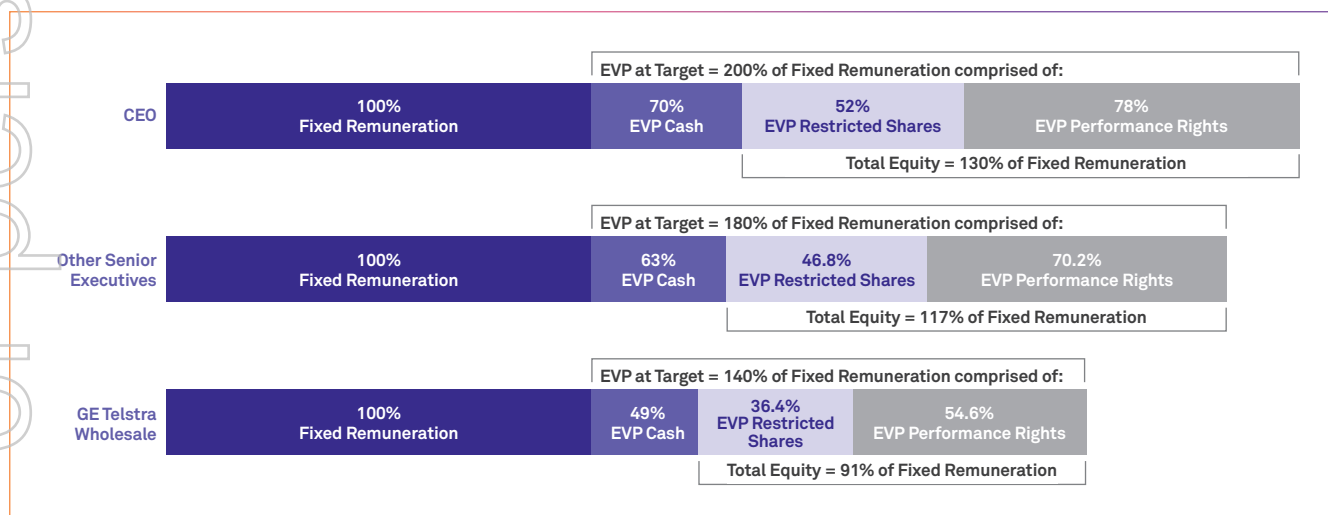 EVP at Target = 200% of Fixed Remuneration comprised of:
CEO
100%
Fixed Remuneration
70%
EVP Cash
52%
EVP Restricted Shares
78%
EVP Performance Rights
Total Equity = 130% of Fixed Remuneration
EVP at Target = 180% of Fixed Remuneration comprised of:
Other Senior
Executives
100%
Fixed Remuneration
63%
EVP Cash
46.8%
EVP Restricted Shares
70.2%
EVP Performance Rights
Total Equity = 117% of Fixed Remuneration
EVP at Target = 140% of Fixed Remuneration comprised of:
GE Telstra
Wholesale
100%
Fixed Remuneration
49%
EVP Cash
36.4%
EVP Restricted
Shares
54.6%
EVP Performance Rights
Total Equity = 91% of Fixed Remuneration